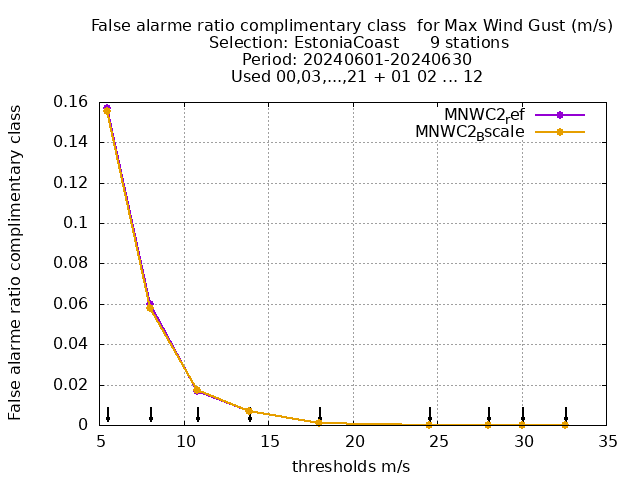 False alarme ratio complimentary class  for Max Wind Gust (m/s)
Selection: EstoniaCoast      9 stations
Period: 20240601-20240630
Used 00,03,...,21 + 01 02 ... 12
MNWC2ref
MNWC2Bscale
False alarme ratio complimentary class
0.16
0.14
0.12
0.1
0.08
0.06
0.04
0.02
0
5 10 15 20 25 30 35
thresholds m/s